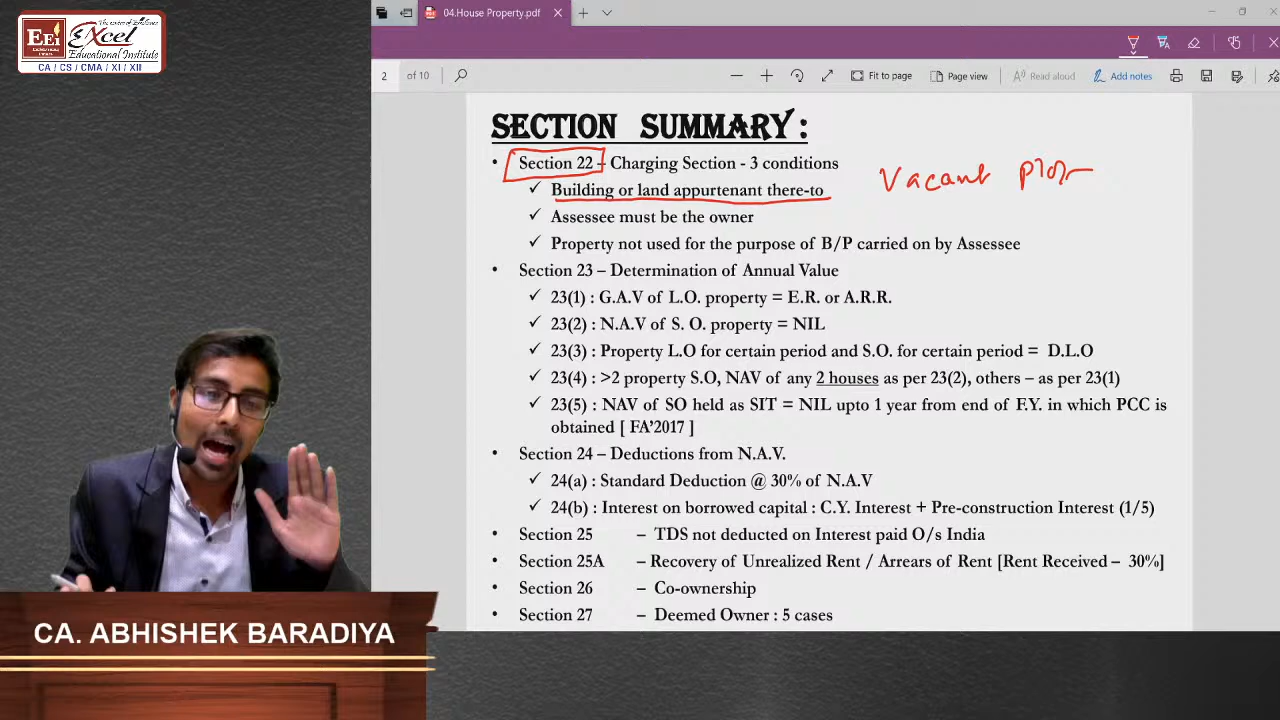 The name of Excellence
EEi
Excel
Educational Institute
CA / CS / CMA / XI / XII
04.House Property.pdf
2 of 10
Fit to page
Page view
Read aloud
Add notes
SECTION SUMMARY :
• Section 22 – Charging Section - 3 conditions
✓ Building or land appurtenant there-to
Vacant plot
✓ Assessee must be the owner
✓ Property not used for the purpose of B/P carried on by Assessee
• Section 23 – Determination of Annual Value
✓ 23(1) : G.A.V of L.O. property = E.R. or A.R.R.
✓ 23(2) : N.A.V of S. O. property = NIL
✓ 23(3) : Property L.O for certain period and S.O. for certain period = D.L.O
✓ 23(4) : >2 property S.O, NAV of any 2 houses as per 23(2), others – as per 23(1)
✓ 23(5) : NAV of SO held as SIT = NIL upto 1 year from end of F.Y. in which PCC is
obtained [ FA'2017 ]
• Section 24 – Deductions from N.A.V.
✓ 24(a) : Standard Deduction @ 30% of N.A.V
✓ 24(b) : Interest on borrowed capital : C.Y. Interest + Pre-construction Interest (1/5)
• Section 25 – TDS not deducted on Interest paid O/s India
• Section 25A – Recovery of Unrealized Rent / Arrears of Rent [Rent Received – 30%]
• Section 26 – Co-ownership
• Section 27 – Deemed Owner : 5 cases
CA. ABHISHEK BARADIYA